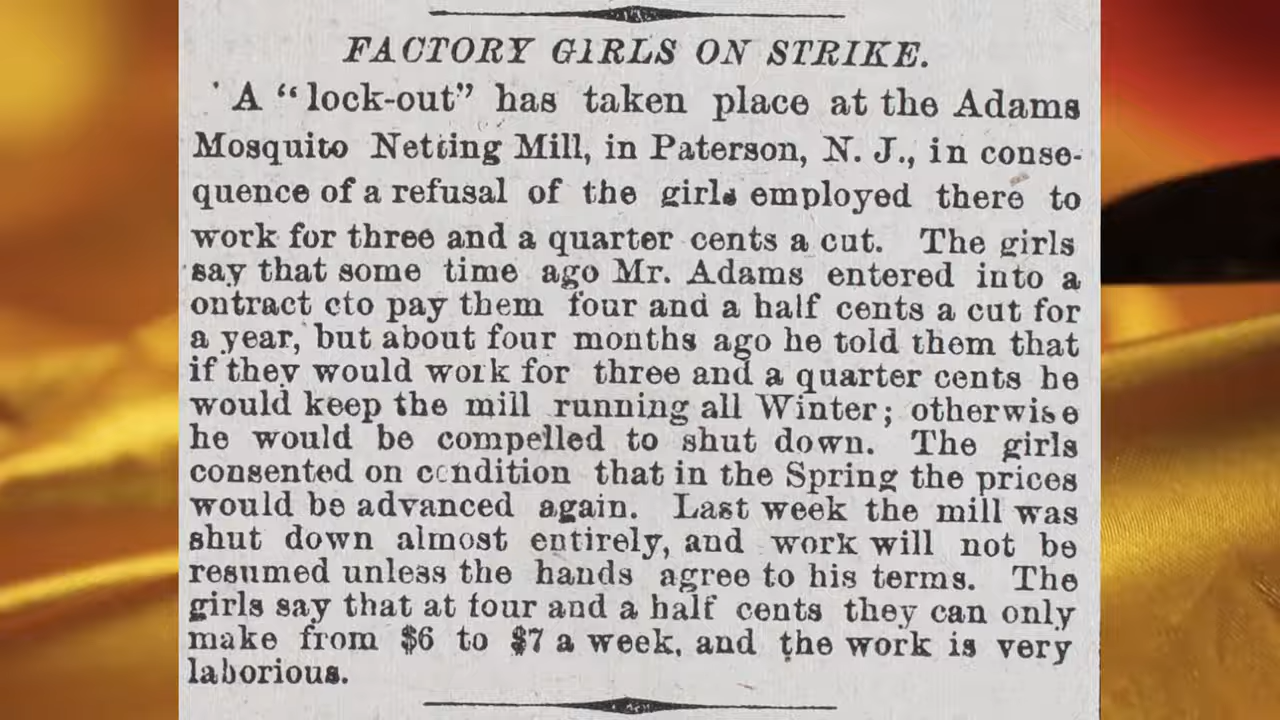 FACTORY GIRLS ON STRIKE.
A “lock-out” has taken place at the Adams
Mosquito Netting Mill, in Paterson, N. J., in conse-
quence of a refusal of the girls employed there to
work for three and a quarter cents a cut. The girls
say that some time ago Mr. Adams entered into a
ontract cto pay them four and a half cents a cut for
a year, but about four months ago he told them that
if they would work for three and a quarter cents he
would keep the mill running all Winter; otherwise
he would be compelled to shut down. The girls
consented on condition that in the Spring the prices
would be advanced again. Last week the mill was
shut down almost entirely, and work will not be
resumed unless the hands agree to his terms. The
girls say that at four and a half cents they can only
make from $6 to $7 a week, and the work is very
laborious.